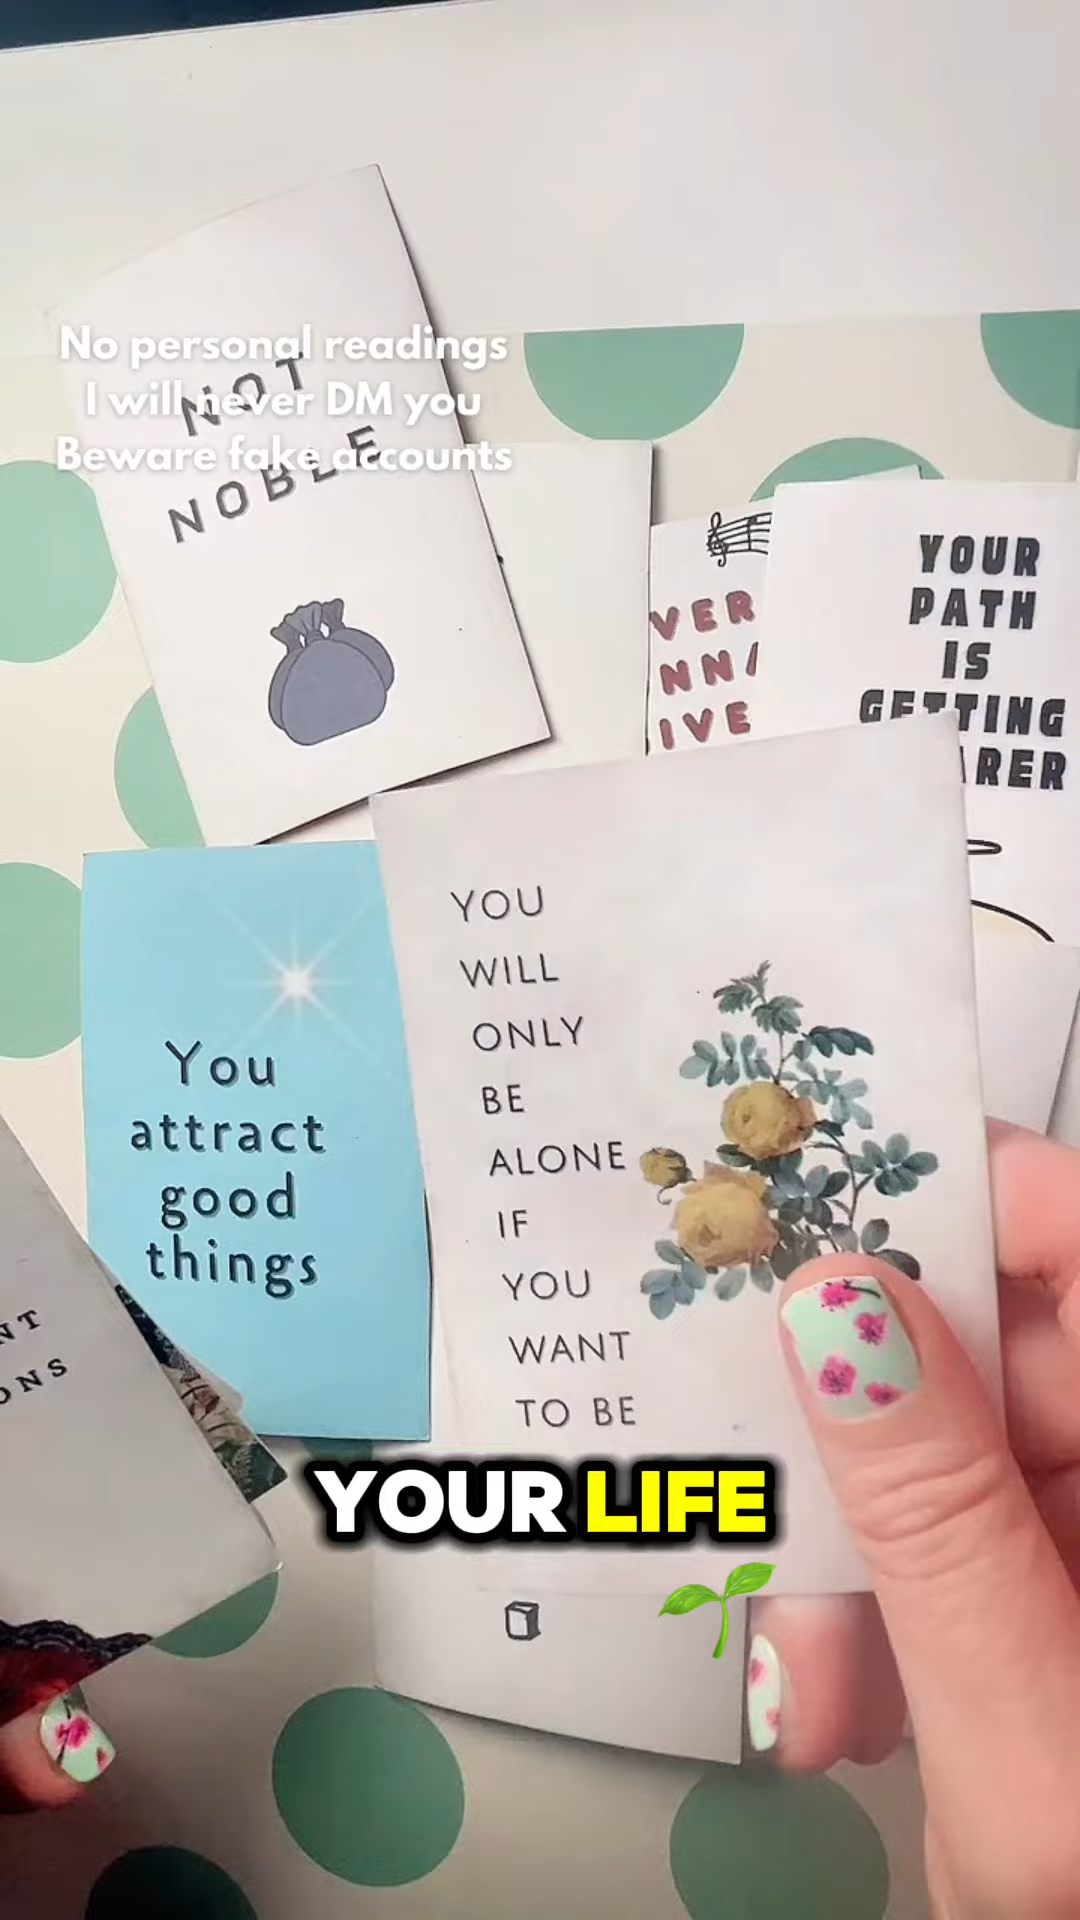 No personal readings
I will never DM you
Beware fake accounts
NOT
NOBLE
YOUR
PATH
IS
GETTING
You
attract
good
things
YOU
WILL
ONLY
BE
ALONE
IF
YOU
WANT
TO BE
YOUR LIFE